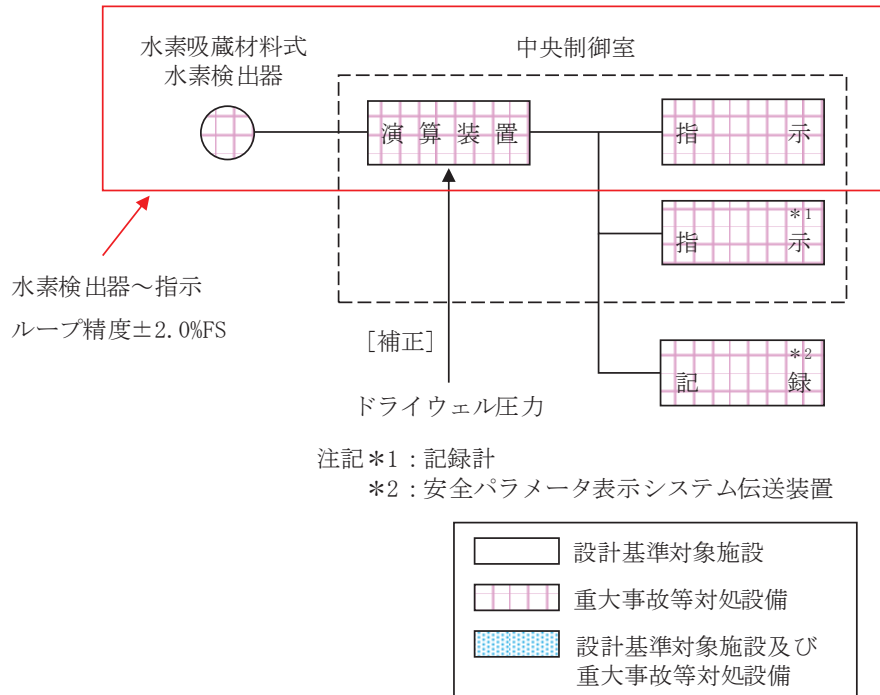 水素吸蔵材料式
水素検出器
中央制御室
演算装置
指示
指示 *1
水素検出器～指示
ループ精度±2.0%FS
[補正]
記録 *2
ドライウェル圧力
注記*1：記録計
*2：安全パラメータ表示システム伝送装置
設計基準対象施設
重大事故等対処設備
設計基準対象施設及び
重大事故等対処設備